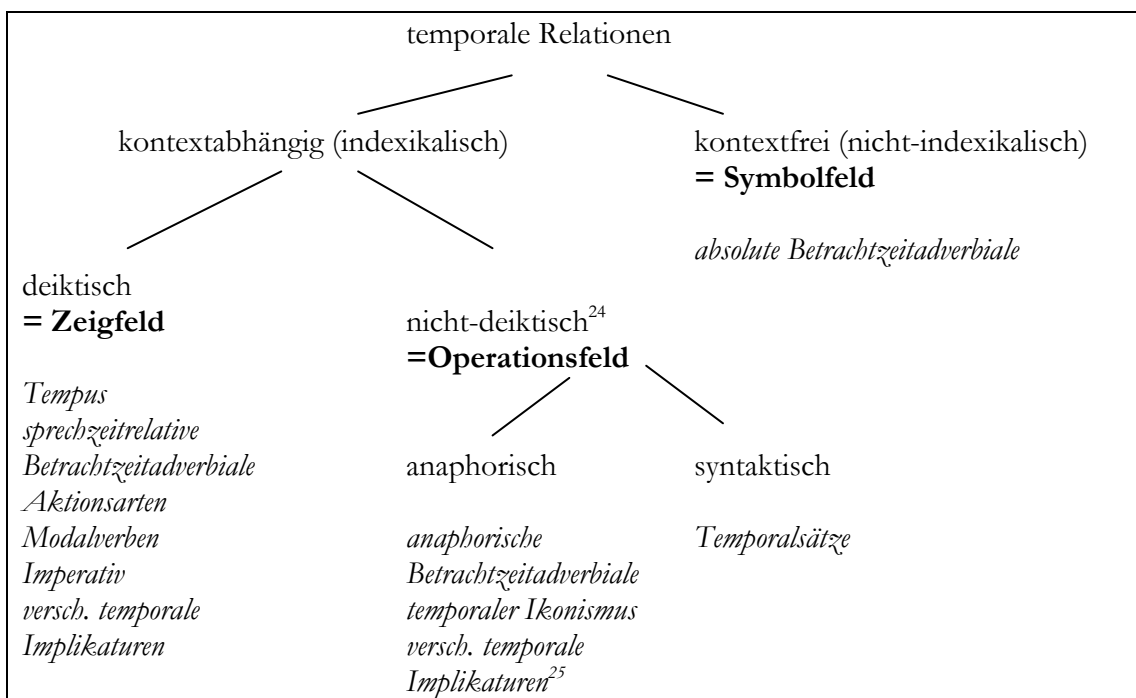 temporale Relationen
kontextabhängig (indexikalisch)
kontextfrei (nicht-indexikalisch)
= Symbolfeld
absolute Betrachtzeitadverbiale
deiktisch
= Zeigfeld
Tempus
sprechzeitrelative
Betrachtzeitadverbiale
Aktionsarten
Modalverben
Imperativ
versch. temporale
Implikaturen
nicht-deiktisch24
=Operationsfeld
anaphorisch
anaphorische
Betrachtzeitadverbiale
temporaler Ikonismus
versch. temporale
Implikaturen25
syntaktisch
Temporalsätze